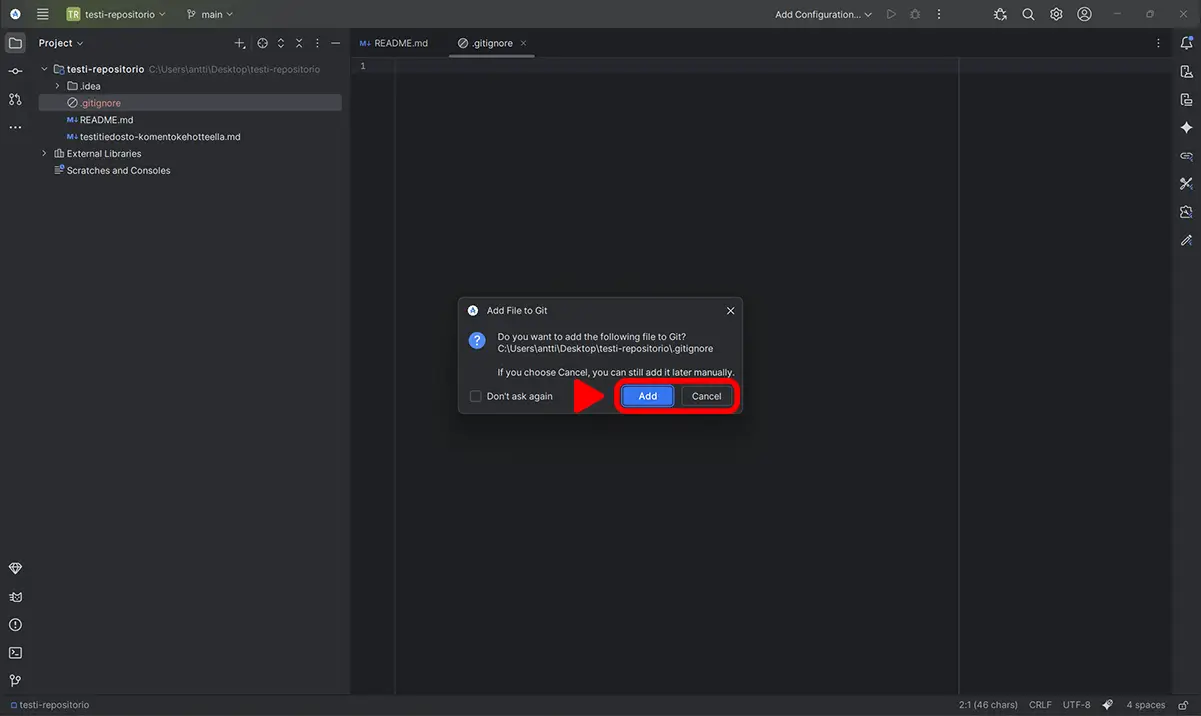 TR testi-repositorio main Add Configuration...
Project
README.md
.gitignore
testi-repositorio C:\Users\antti\Desktop\testi-repositorio
.idea
.gitignore
README.md
testitiedosto-komentokehotteella.md
External Libraries
Scratches and Consoles
1
Add File to Git
Do you want to add the following file to Git?
C:\Users\antti\Desktop\testi-repositorio\.gitignore
If you choose Cancel, you can still add it later manually.
Don't ask again
Add
Cancel
testi-repositorio
2:1 (46 chars) CRLF UTF-8 4 spaces